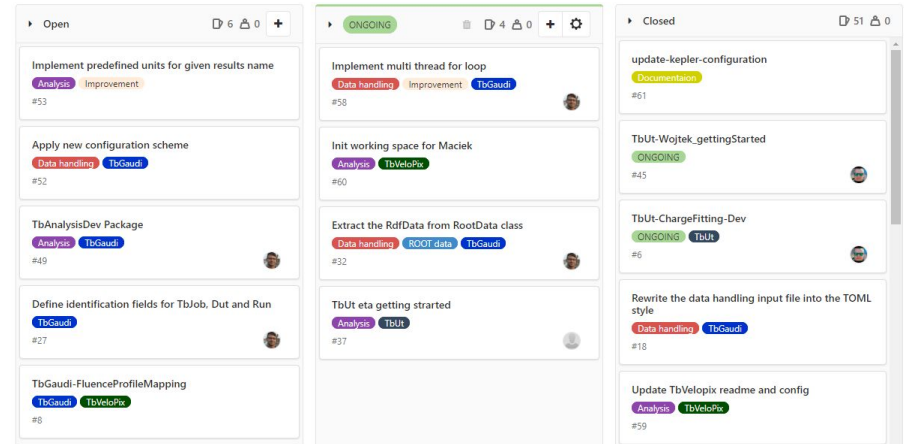 Open
6
0
Implement predefined units for given results name
Analysis Improvement
#53
Apply new configuration scheme
Data handling TbGaudi
#52
TbAnalysisDev Package
Analysis TbGaudi
#49
Define identification fields for TbJob, Dut and Run
TbGaudi
#27
TbGaudi-FluenceProfileMapping
TbGaudi TbVeloPix
#8
ONGOING
4
0
Implement multi thread for loop
Data handling Improvement TbGaudi
#58
Init working space for Maciek
Analysis TbVeloPix
#60
Extract the RdfData from RootData class
Data handling ROOT data TbGaudi
#32
TbUt eta getting strarted
Analysis TbUt
#37
Closed
51
0
update-kepler-configuration
Documentaion
#61
TbUt-Wojtek_gettingStarted
ONGOING
#45
TbUt-ChargeFitting-Dev
ONGOING TbUt
#6
Rewrite the data handling input file into the TOML
style
Data handling TbGaudi
#18
Update TbVelopix readme and config
Analysis TbVeloPix
#59